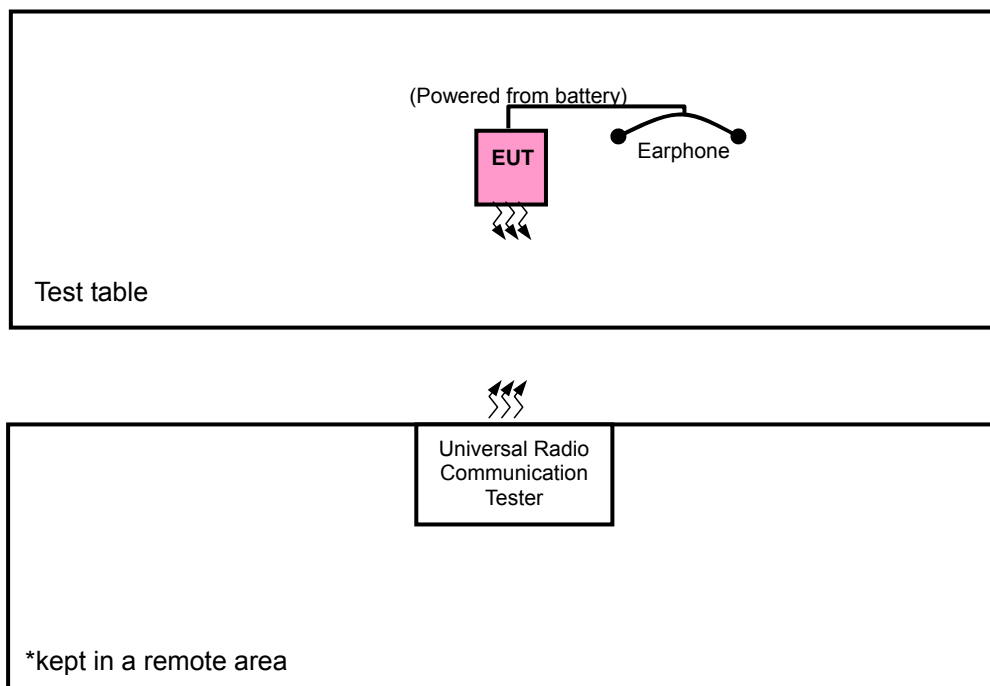 (Powered from battery)
EUT
Earphone
Test table
Universal Radio
Communication
Tester
*kept in a remote area